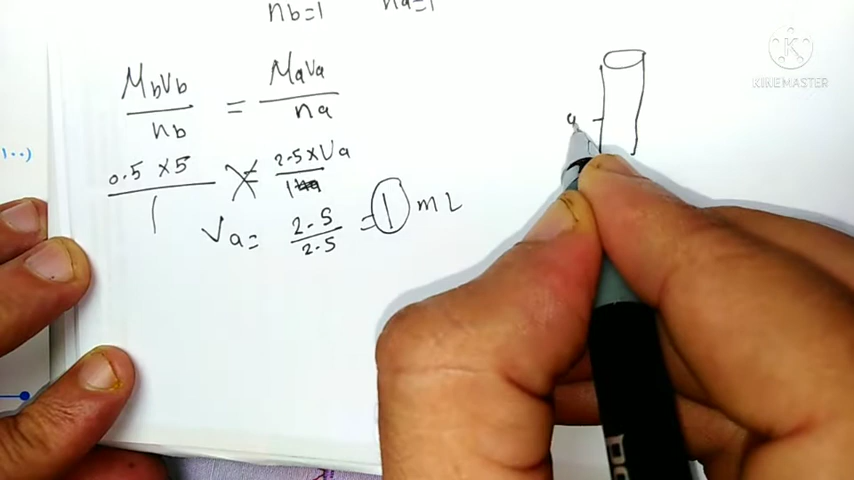 nb=1 na=1
MbVb / nb = MaVa / na
0.5 × 5 / 1 = 2.5 × Va / 1
Va = 2.5 / 2.5 = 1 mL
KINEMASTER